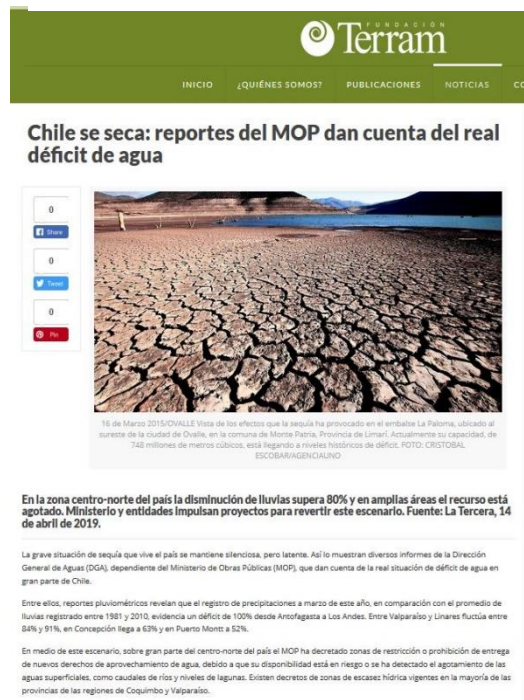 FUNDACIÓN
Terram
INICIO ¿QUIÉNES SOMOS? PUBLICACIONES NOTICIAS CO
Chile se seca: reportes del MOP dan cuenta del real
déficit de agua
0
Share
0
Tweet
0
Pin
16 de Marzo 2015/OVALLE Vista de los efectos que la sequía ha provocado en el embalse La Paloma, ubicado al
sureste de la ciudad de Ovalle, en la comuna de Monte Patria, Provincia de Limarí. Actualmente su capacidad, de
748 millones de metros cúbicos, está llegando a niveles históricos de déficit. FOTO: CRISTOBAL
ESCOBAR/AGENCIAUNO
En la zona centro-norte del país la disminución de lluvias supera 80% y en amplias áreas el recurso está
agotado. Ministerio y entidades impulsan proyectos para revertir este escenario. Fuente: La Tercera, 14
de abril de 2019.
La grave situación de sequía que vive el país se mantiene silenciosa, pero latente. Así lo muestran diversos informes de la Dirección
General de Aguas (DGA), dependiente del Ministerio de Obras Públicas (MOP), que dan cuenta de la real situación de déficit de agua en
gran parte de Chile.
Entre ellos, reportes pluviométricos revelan que el registro de precipitaciones a marzo de este año, en comparación con el promedio de
lluvias registrado entre 1981 y 2010, evidencia un déficit de 100% desde Antofagasta a Los Andes. Entre Valparaíso y Linares fluctúa entre
84% y 91%, en Concepción llega a 63% y en Puerto Montt a 52%.
En medio de este escenario, sobre gran parte del centro-norte del país el MOP ha decretado zonas de restricción o prohibición de entrega
de nuevos derechos de aprovechamiento de agua, debido a que su disponibilidad está en riesgo o se ha detectado el agotamiento de las
aguas superficiales, como caudales de ríos y niveles de lagunas. Existen decretos de zonas de escasez hídrica vigentes en la mayoría de las
provincias de las regiones de Coquimbo y Valparaíso.